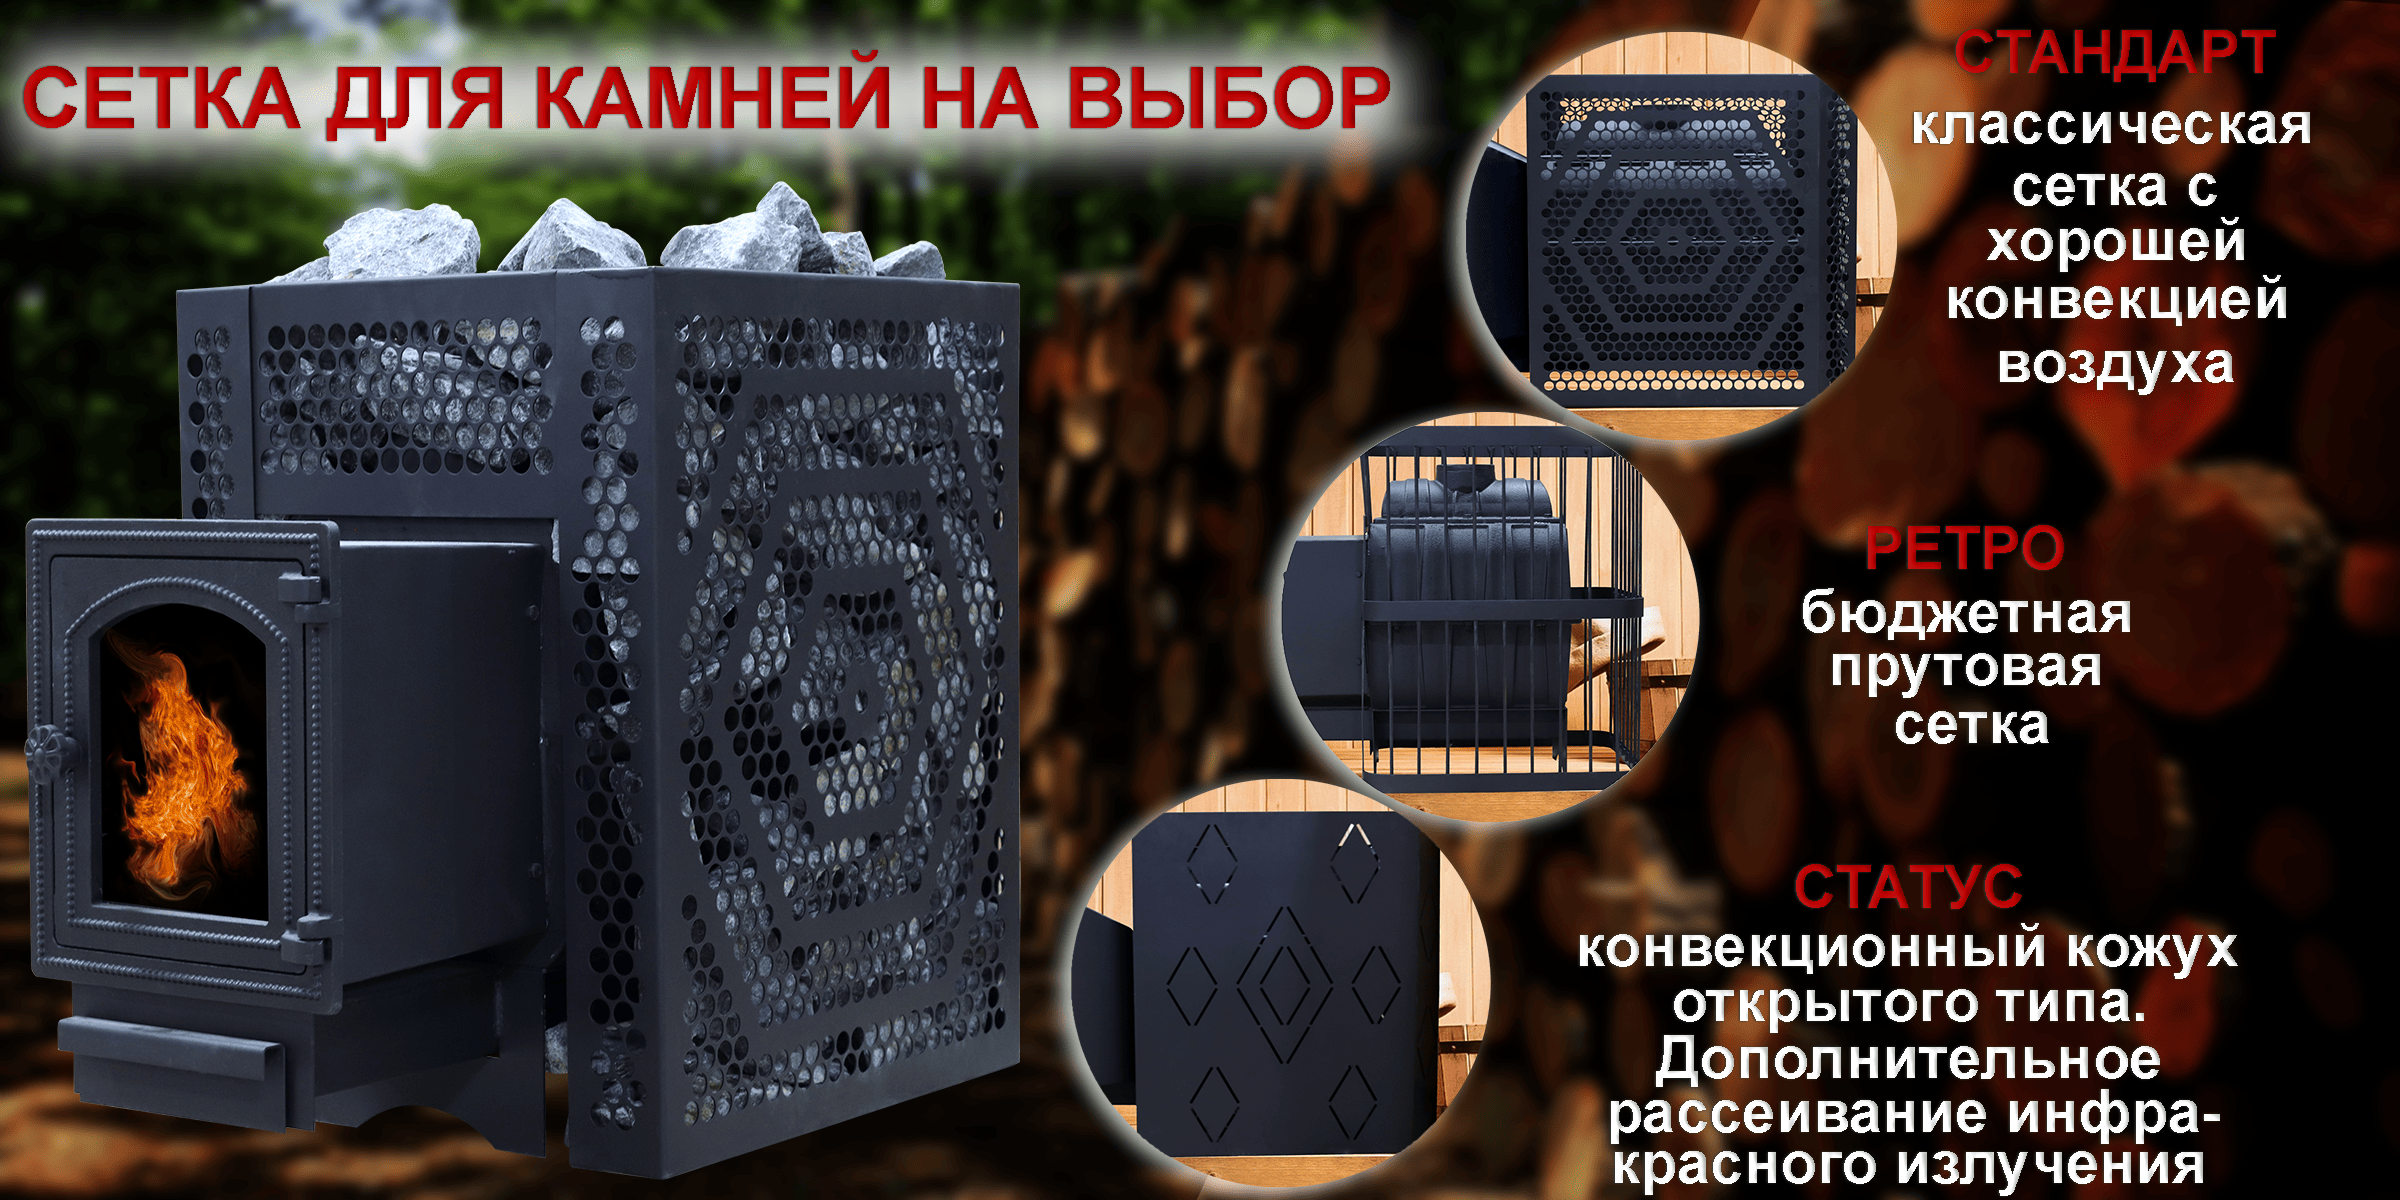 СЕТКА ДЛЯ КАМНЕЙ НА ВЫБОР
СТАНДАРТ
классическая
сетка с
хорошей
конвекцией
воздуха
РЕТРО
бюджетная
прутовая
сетка
СТАТУС
конвекционный кожух
открытого типа.
Дополнительное
рассеивание инфра-
красного излучения